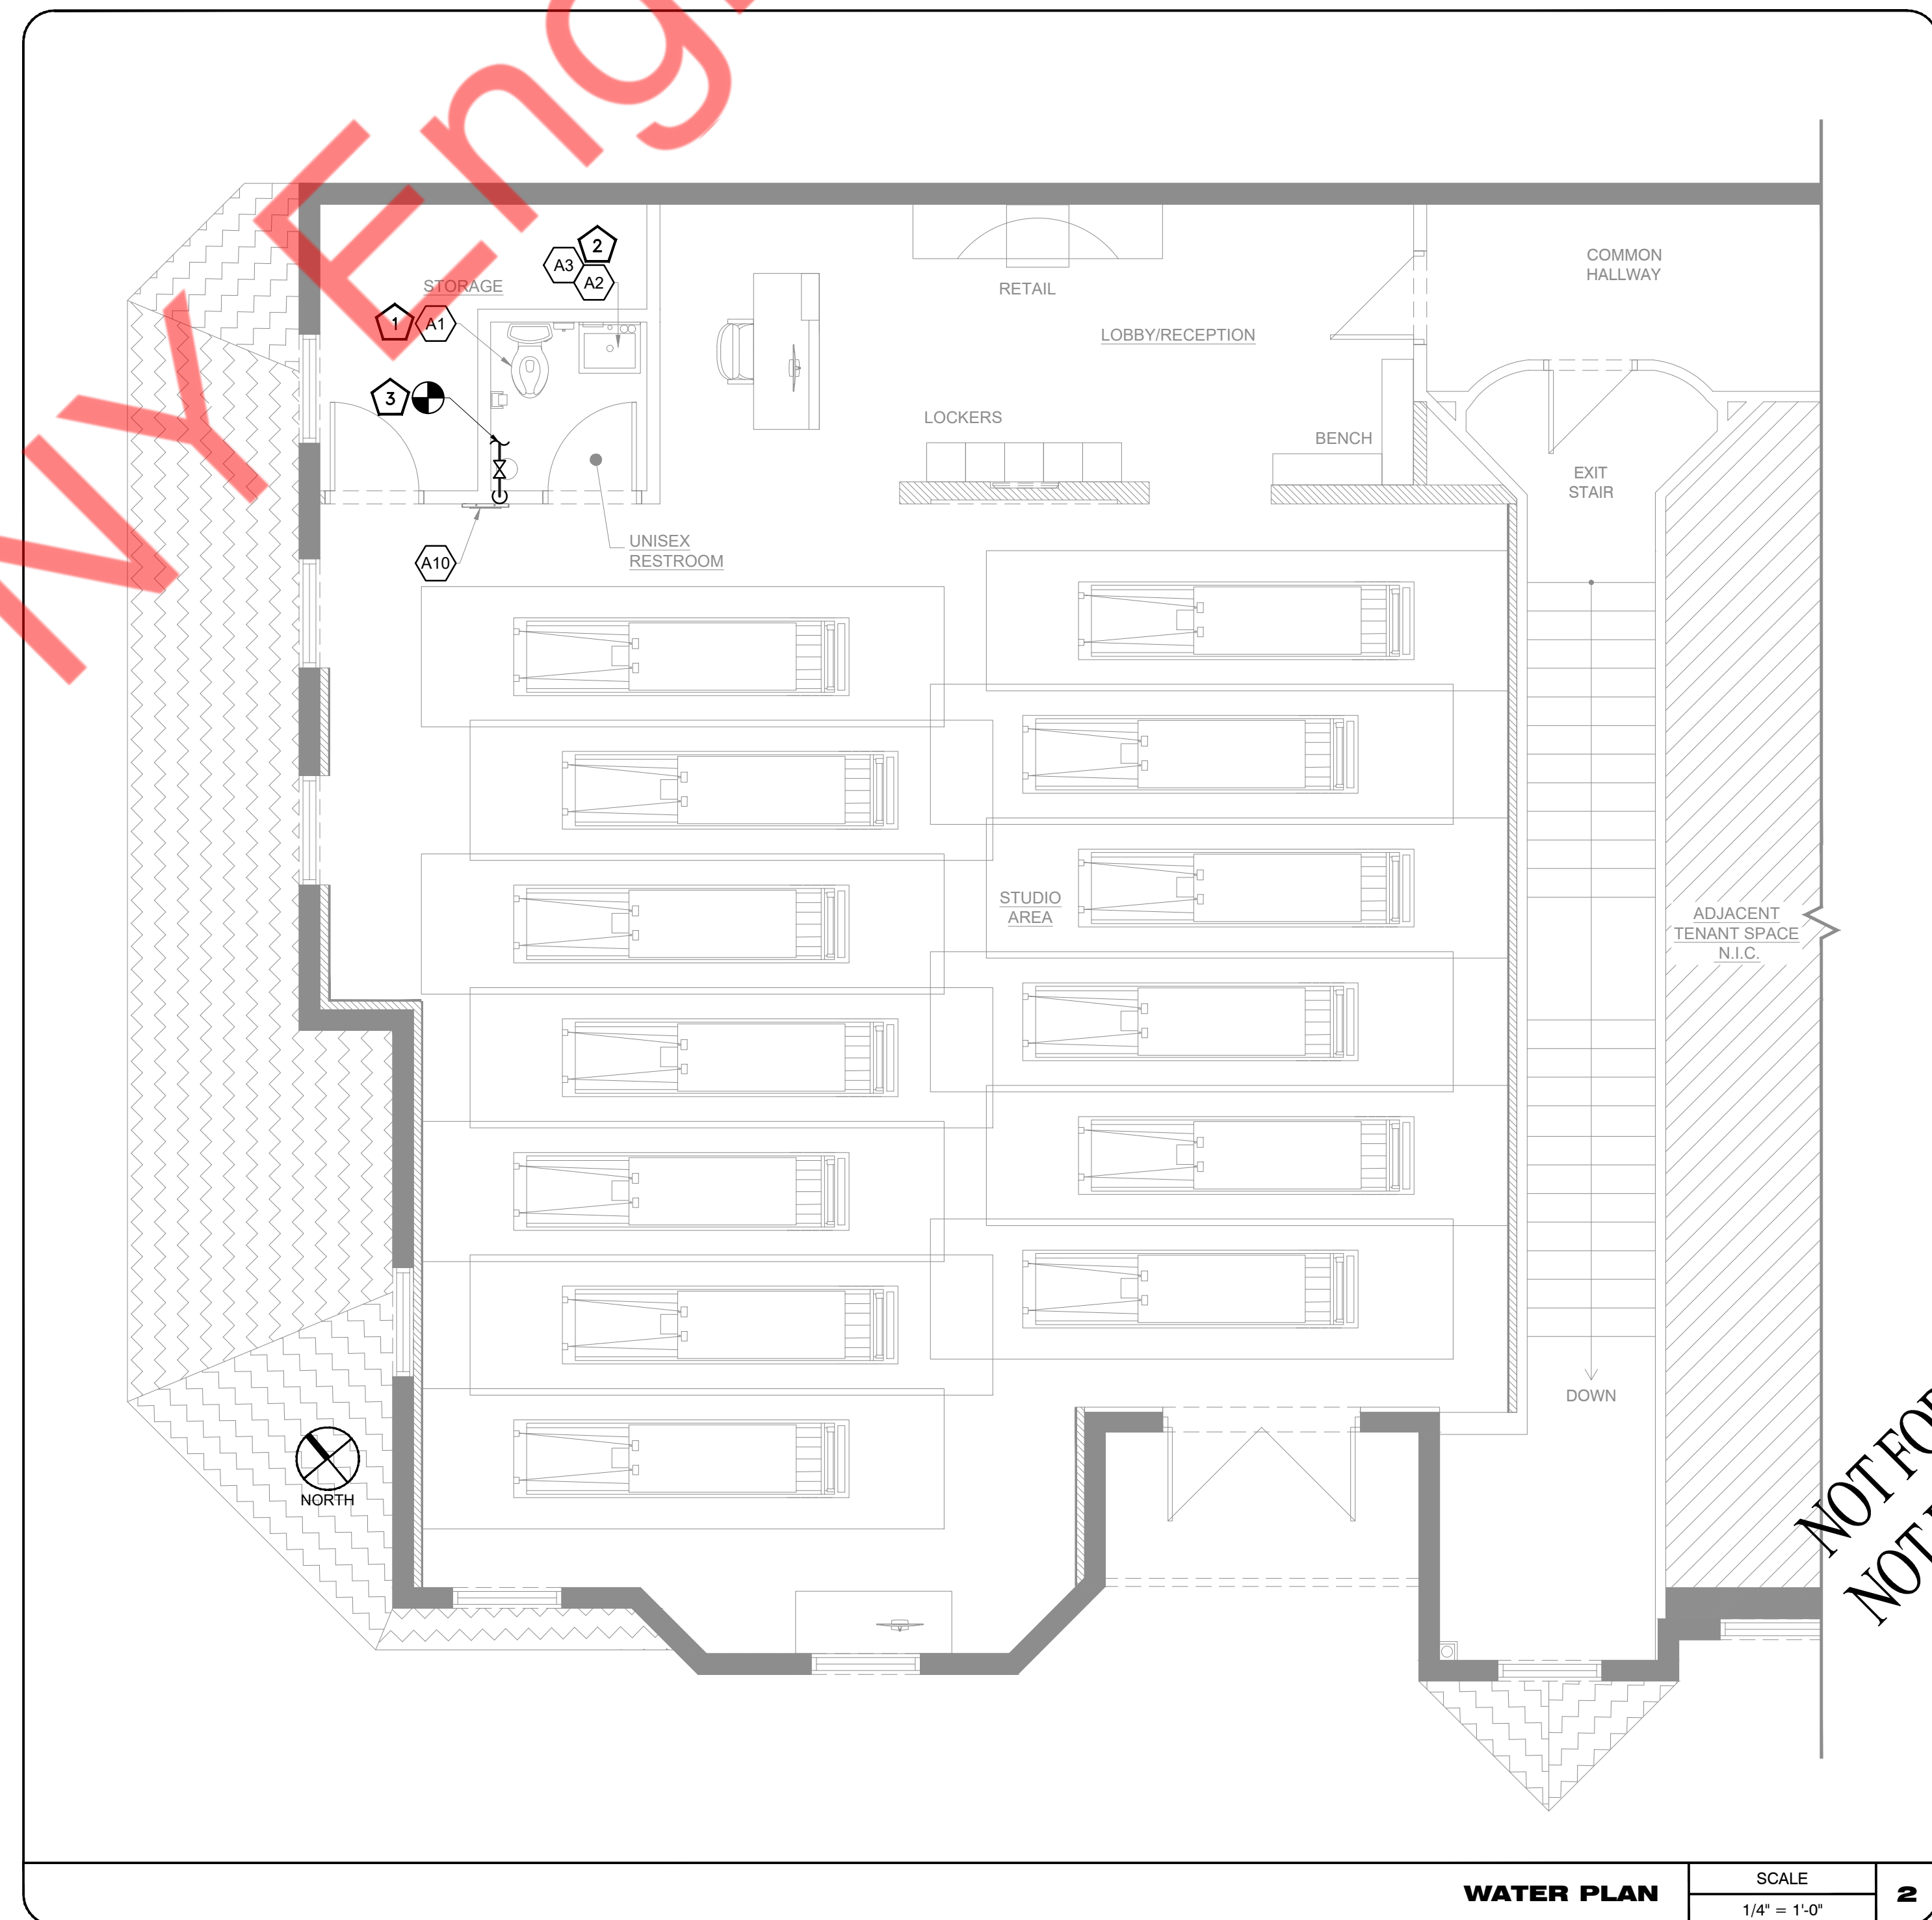 NY Eng
2
A3
A2
STORAGE
1
A1
3
A10
UNISEX
RESTROOM
RETAIL
LOBBY/RECEPTION
LOCKERS
BENCH
COMMON
HALLWAY
EXIT
STAIR
STUDIO
AREA
ADJACENT
TENANT SPACE
N.I.C.
DOWN
NORTH
NOT FOR
NOT
WATER PLAN
SCALE
1/4" = 1'-0"
2